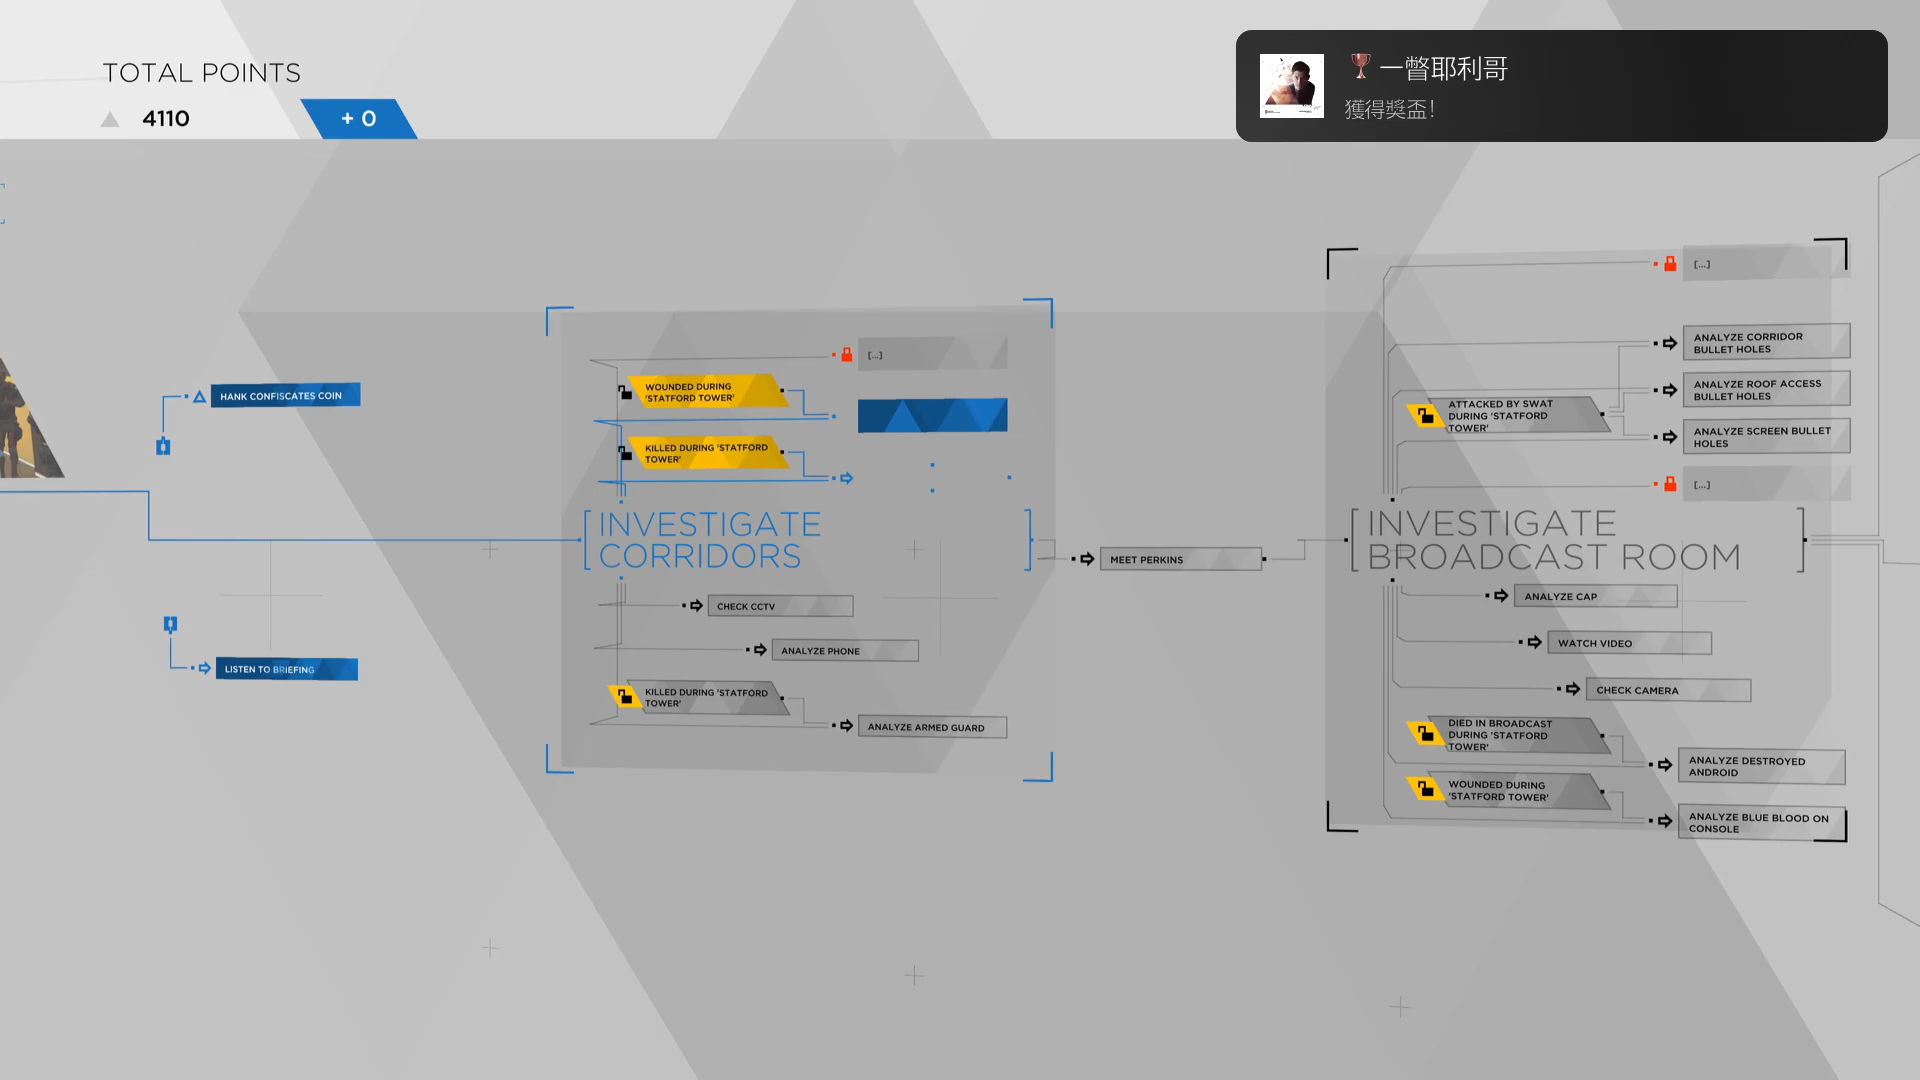 TOTAL POINTS
4110
+ 0
一瞥耶利哥
獲得獎盃!
HANK CONFISCATES COIN
LISTEN TO BRIEFING
[...]
WOUNDED DURING
'STATFORD TOWER'
KILLED DURING 'STATFORD
TOWER'
INVESTIGATE
CORRIDORS
CHECK CCTV
ANALYZE PHONE
KILLED DURING 'STATFORD
TOWER'
ANALYZE ARMED GUARD
MEET PERKINS
[...]
ANALYZE CORRIDOR
BULLET HOLES
ANALYZE ROOF ACCESS
BULLET HOLES
ATTACKED BY SWAT
DURING 'STATFORD
TOWER'
ANALYZE SCREEN BULLET
HOLES
[...]
INVESTIGATE
BROADCAST ROOM
ANALYZE CAP
WATCH VIDEO
CHECK CAMERA
DIED IN BROADCAST
DURING 'STATFORD
TOWER'
ANALYZE DESTROYED
ANDROID
WOUNDED DURING
'STATFORD TOWER'
ANALYZE BLUE BLOOD ON
CONSOLE